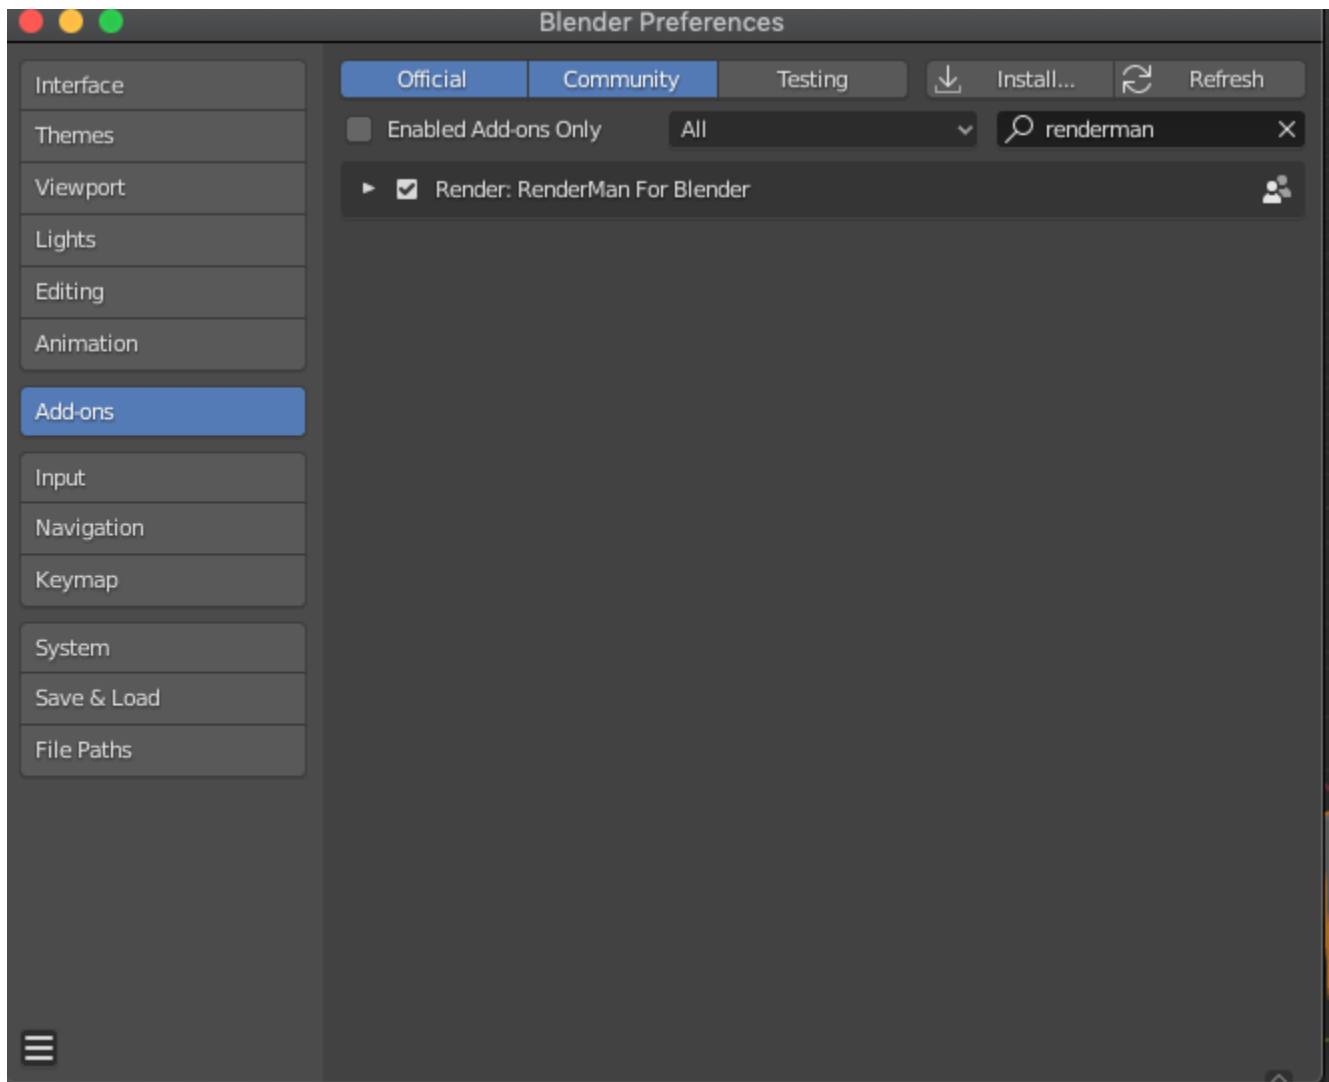 Blender Preferences
Interface
Themes
Viewport
Lights
Editing
Animation
Add-ons
Input
Navigation
Keymap
System
Save & Load
File Paths
Official Community Testing Install... Refresh
Enabled Add-ons Only All renderman
Render: RenderMan For Blender